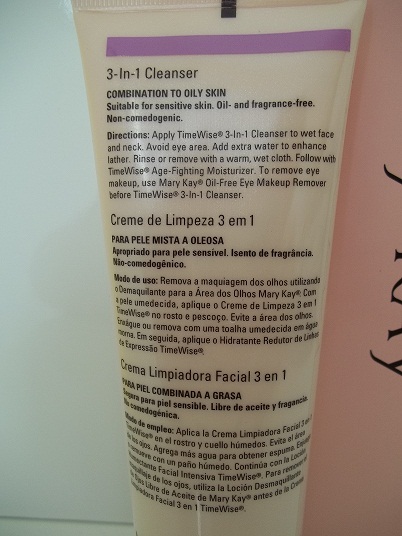 3-In-1 Cleanser
COMBINATION TO OILY SKIN
Suitable for sensitive skin. Oil- and fragrance-free.
Non-comedogenic.
Directions: Apply TimeWise® 3-In-1 Cleanser to wet face
and neck. Avoid eye area. Add extra water to enhance
lather. Rinse or remove with a warm, wet cloth. Follow with
TimeWise® Age-Fighting Moisturizer. To remove eye
makeup, use Mary Kay® Oil-Free Eye Makeup Remover
before TimeWise® 3-In-1 Cleanser.
Creme de Limpeza 3 em 1
PARA PELE MISTA A OLEOSA
Apropriado para pele sensível. Isento de fragrância.
Não-comedogênico.
Modo de uso: Remova a maquiagem dos olhos utilizando
o Demaquilante para a Área dos Olhos Mary Kay®. Com
a pele umedecida, aplique o Creme de Limpeza 3 em 1
TimeWise® no rosto e pescoço. Evite a área dos olhos.
Enxágue ou remova com uma toalha umedecida em água
morna. Em seguida, aplique o Hidratante Redutor de Linhas
de Expressão TimeWise®.
Crema Limpiadora Facial 3 en 1
PARA PIEL COMBINADA A GRASA
Segura para piel sensible. Libre de aceite y fragancia.
No comedogénica.
Modo de empleo: Aplica la Crema Limpiadora Facial 3 en 1
TimeWise® en el rostro y cuello húmedos. Evita el área
de los ojos. Agrega más agua para obtener espuma.
remueve con un paño húmedo. Continúa con la Loción
Humectante Facial Intensiva TimeWise®. Para remover el
maquillaje de los ojos, utiliza la Loción Desmaquillante
de Ojos Libre de Aceite de Mary Kay® antes de la Crema
Limpiadora Facial 3 en 1 TimeWise®.
Kay